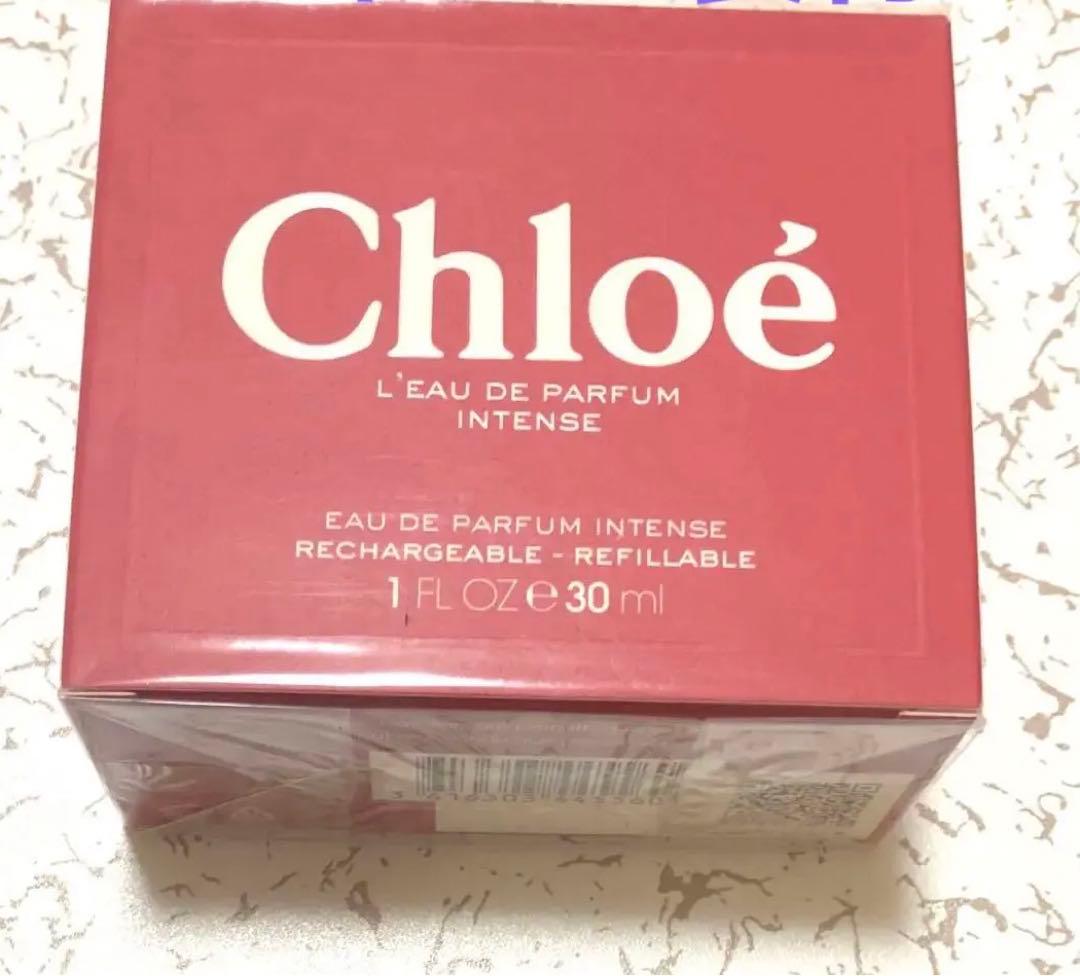 Chloé
L'EAU DE PARFUM
INTENSE
EAU DE PARFUM INTENSE
RECHARGEABLE - REFILLABLE
1 FL OZ e 30 ml